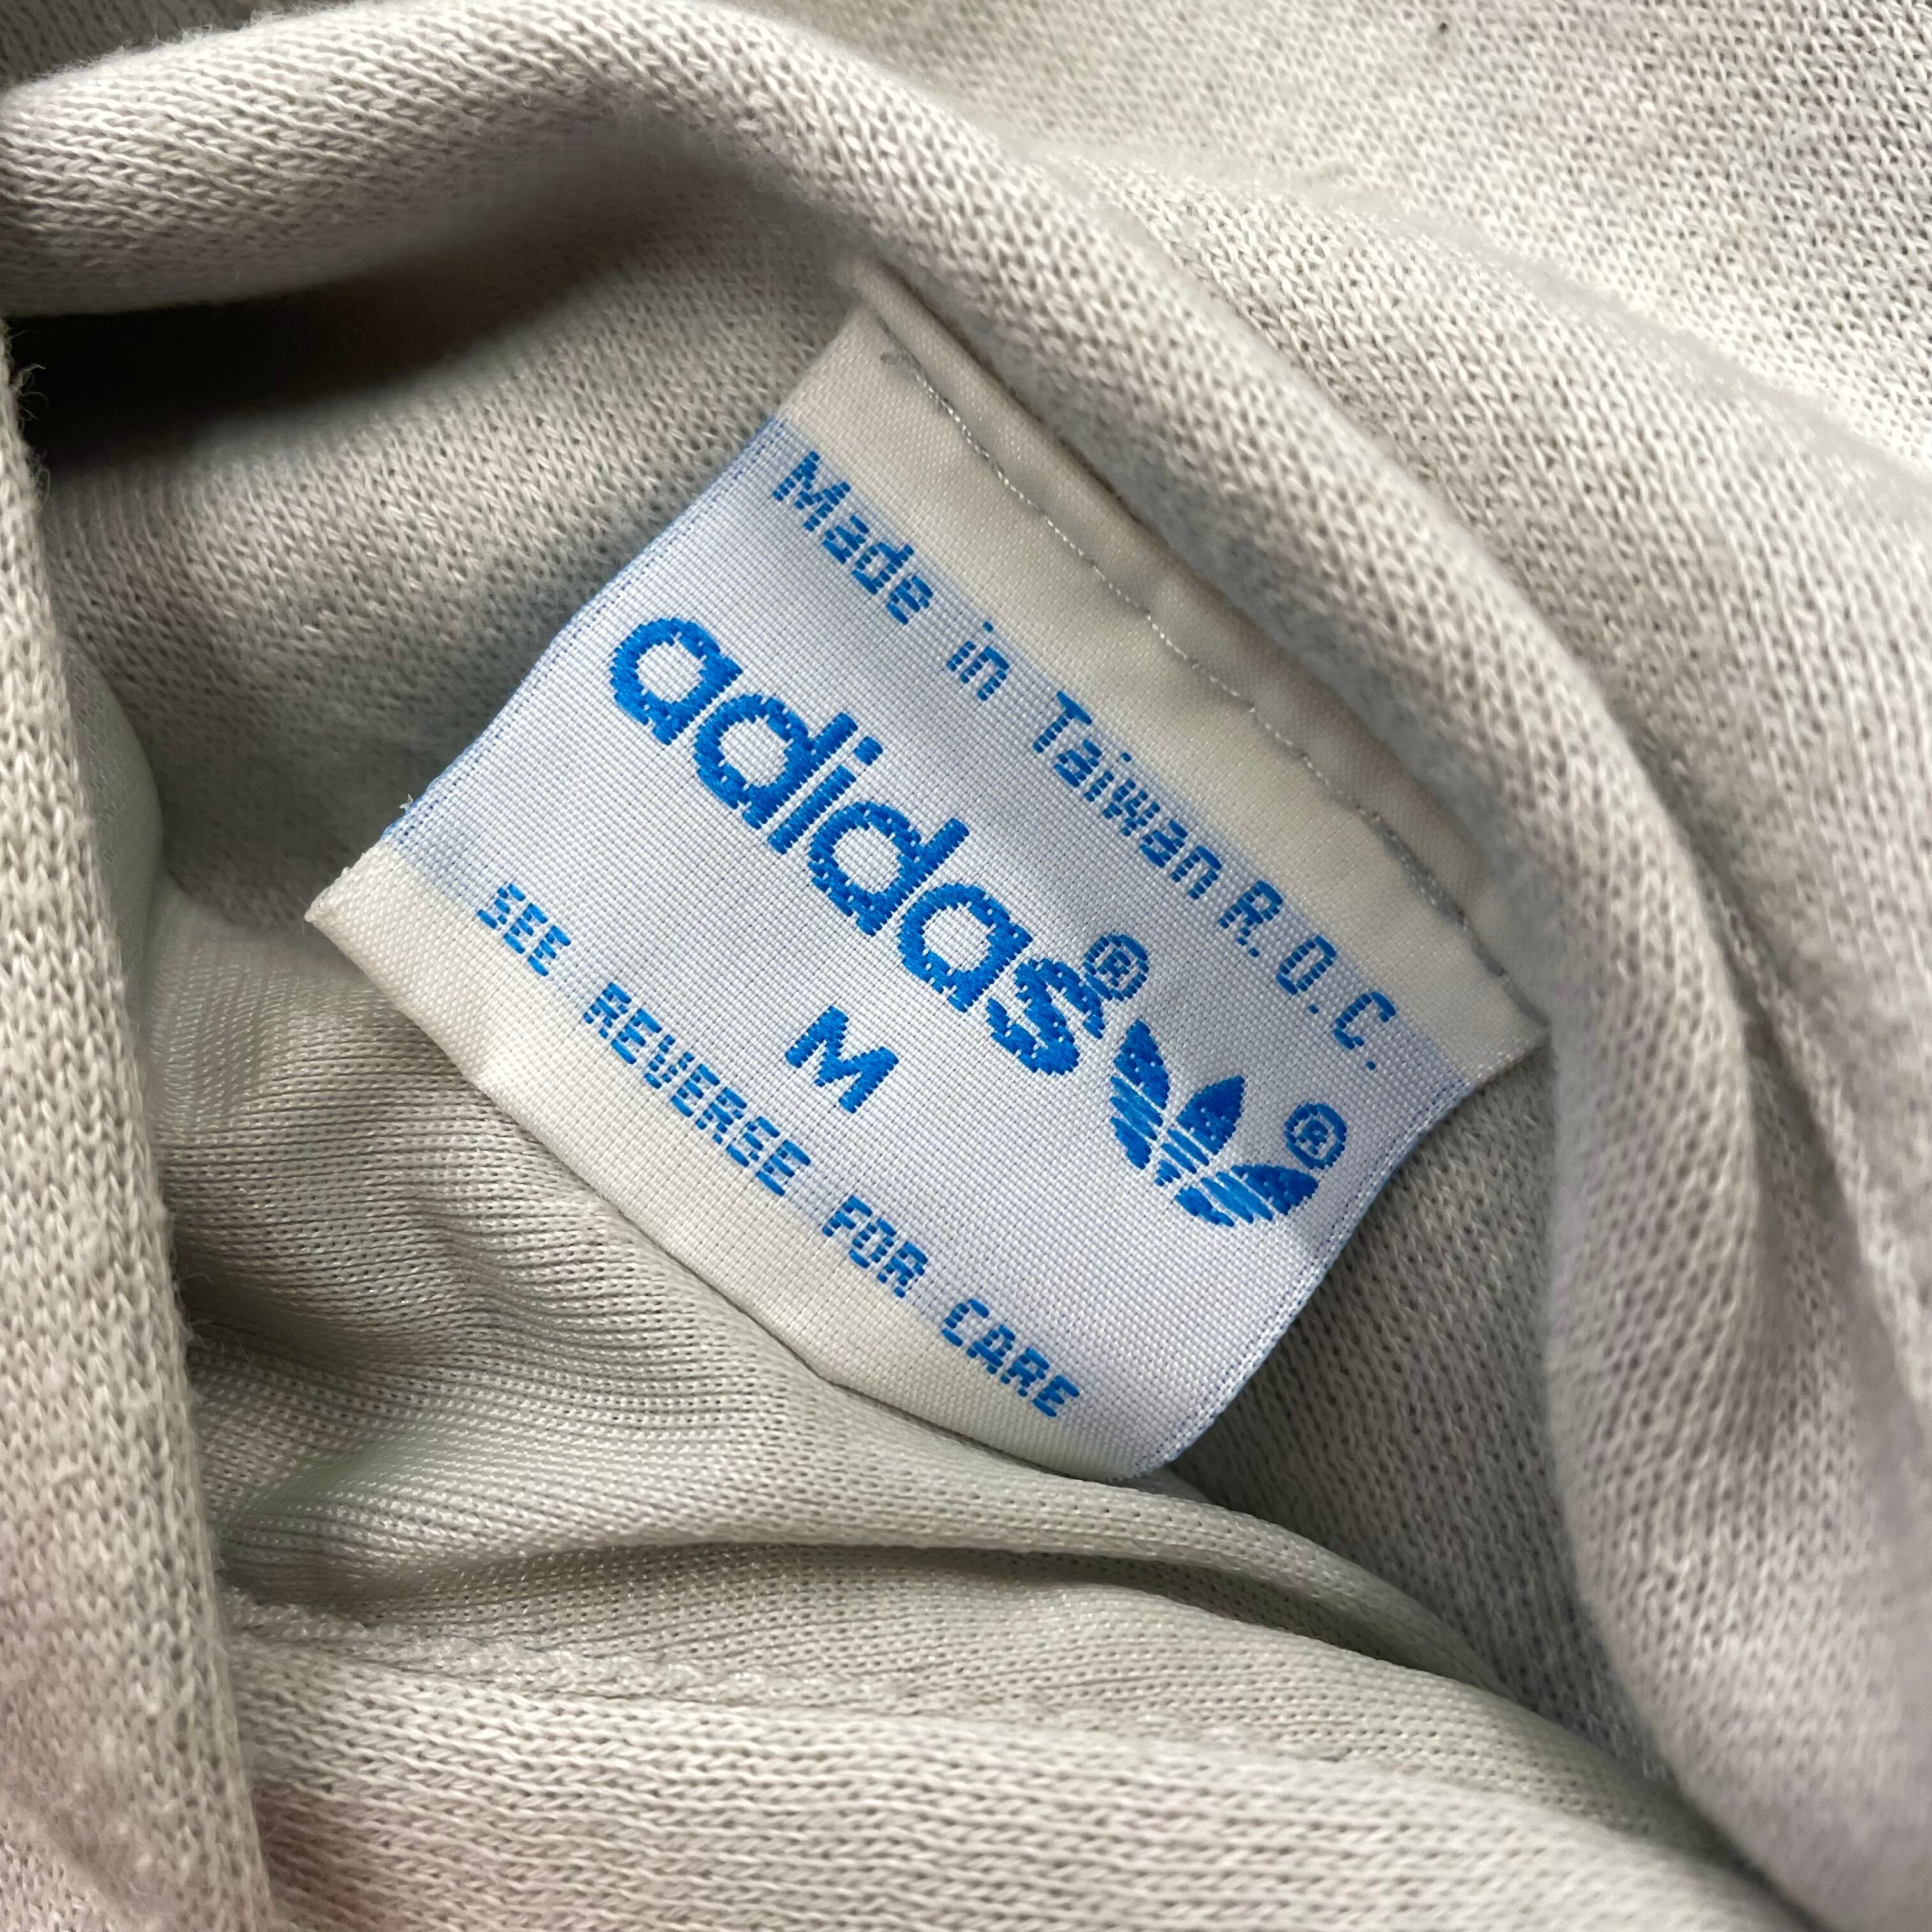 Made in Taiwan R.O.C.
adidas®
®
M
SEE REVERSE FOR CARE